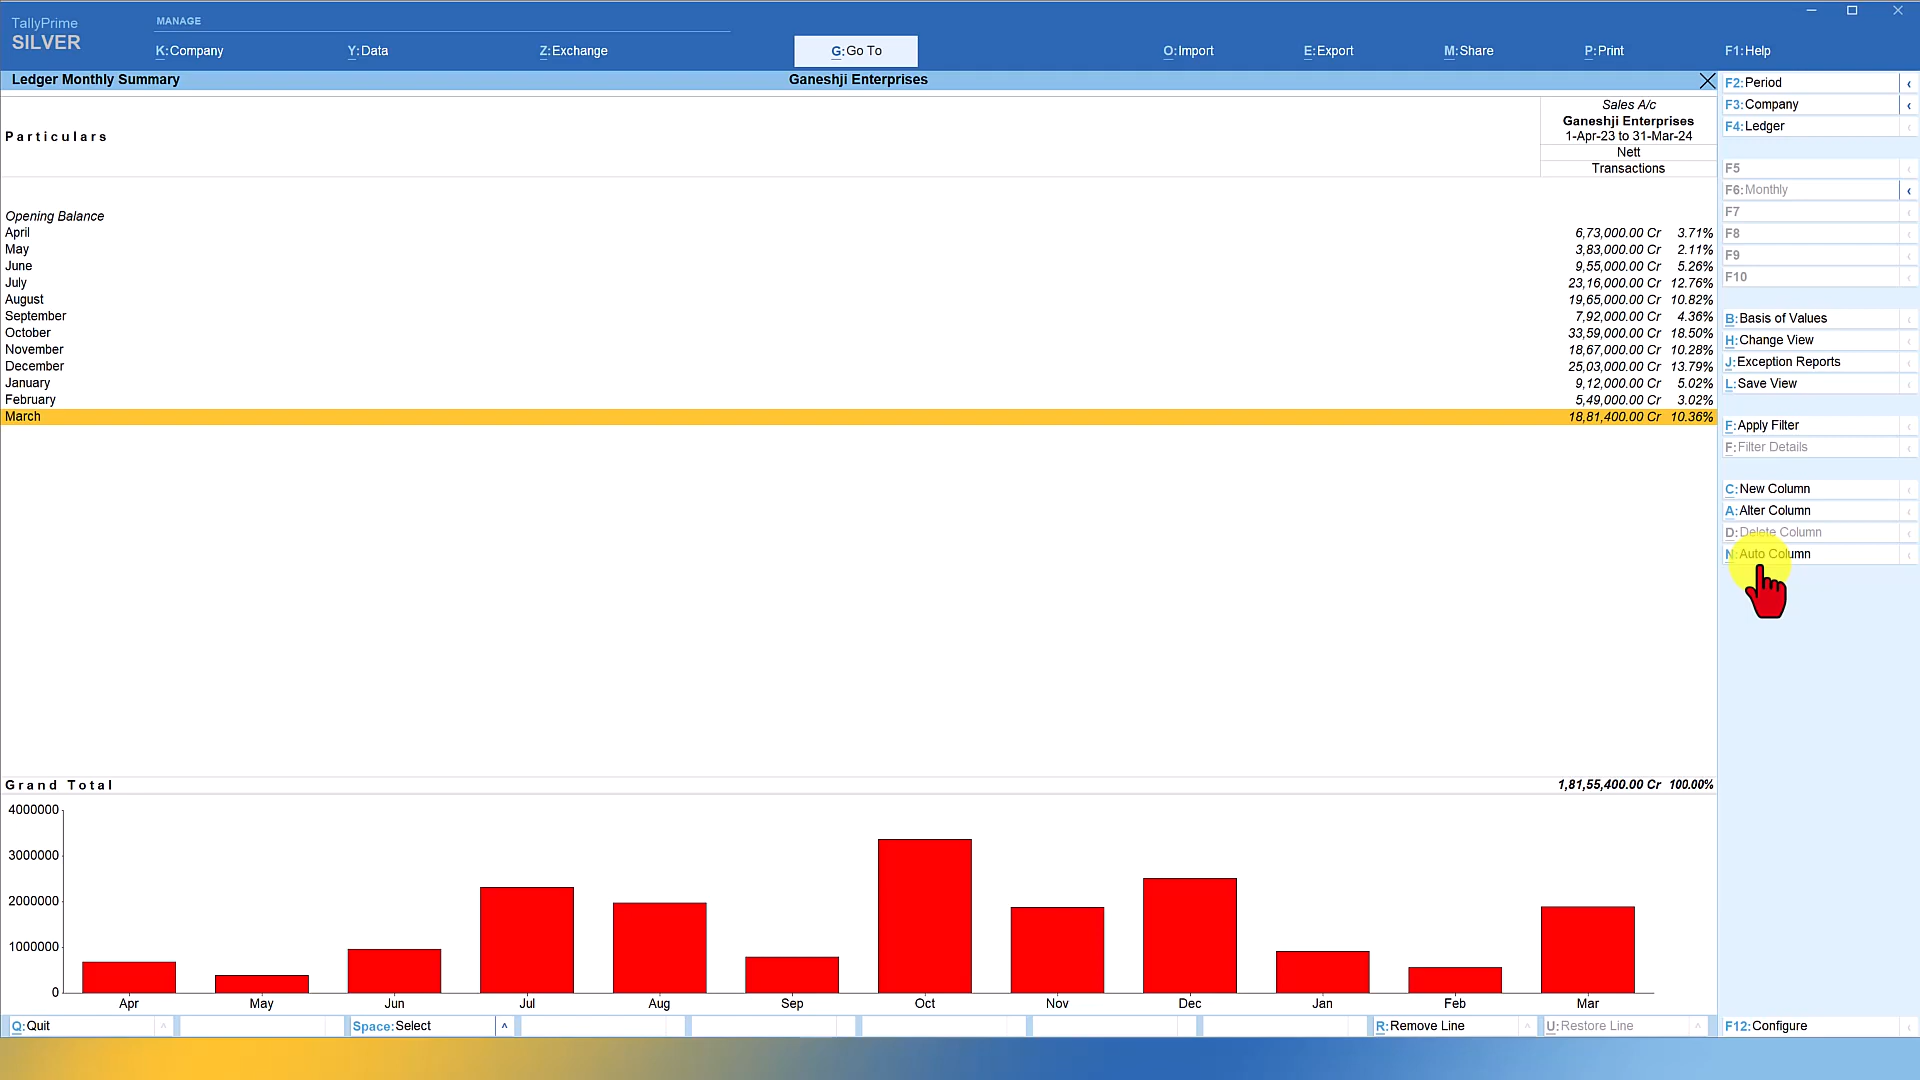 TallyPrime
SILVER
MANAGE
K:Company
Y:Data
Z:Exchange
G:Go To
O:Import
E:Export
M:Share
P:Print
F1:Help
Ledger Monthly Summary
Ganeshji Enterprises
Particulars
Sales A/c
Ganeshji Enterprises
1-Apr-23 to 31-Mar-24
Nett
Transactions
Opening Balance
April 6,73,000.00 Cr 3.71%
May 3,83,000.00 Cr 2.11%
June 9,55,000.00 Cr 5.26%
July 23,16,000.00 Cr 12.76%
August 19,65,000.00 Cr 10.82%
September 7,92,000.00 Cr 4.36%
October 33,59,000.00 Cr 18.50%
November 18,67,000.00 Cr 10.28%
December 25,03,000.00 Cr 13.79%
January 9,12,000.00 Cr 5.02%
February 5,49,000.00 Cr 3.02%
March 18,81,400.00 Cr 10.36%
Grand Total 1,81,55,400.00 Cr 100.00%
4000000
3000000
2000000
1000000
0
Apr May Jun Jul Aug Sep Oct Nov Dec Jan Feb Mar
Q:Quit
Space:Select
R:Remove Line
U:Restore Line
F2:Period
F3:Company
F4:Ledger
F5
F6:Monthly
F7
F8
F9
F10
B:Basis of Values
H:Change View
J:Exception Reports
L:Save View
F:Apply Filter
F:Filter Details
C:New Column
A:Alter Column
D:Delete Column
N:Auto Column
F12:Configure